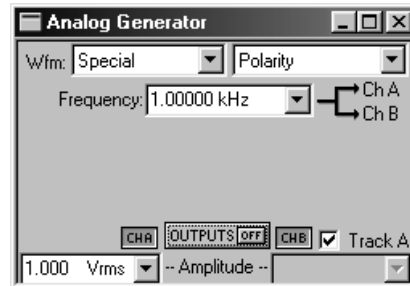 Analog Generator
Wfm: Special Polarity
Frequency: 1.00000 kHz Ch A
Ch B
CHA OUTPUTS OFF CHB Track A
1.000 Vrms -- Amplitude --